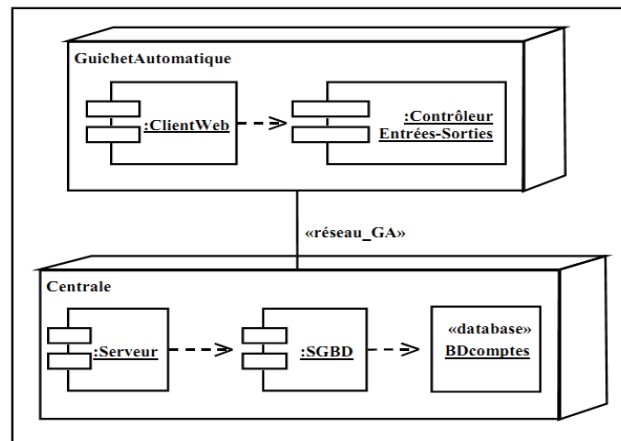 GuichetAutomatique
:ClientWeb
:Contrôleur
Entrées-Sorties
«réseau_GA»
Centrale
:Serveur
:SGBD
«database»
BDcomptes